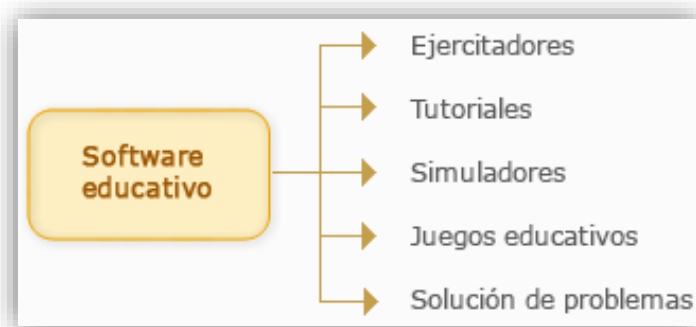 Software
educativo
Ejercitadores
Tutoriales
Simuladores
Juegos educativos
Solución de problemas